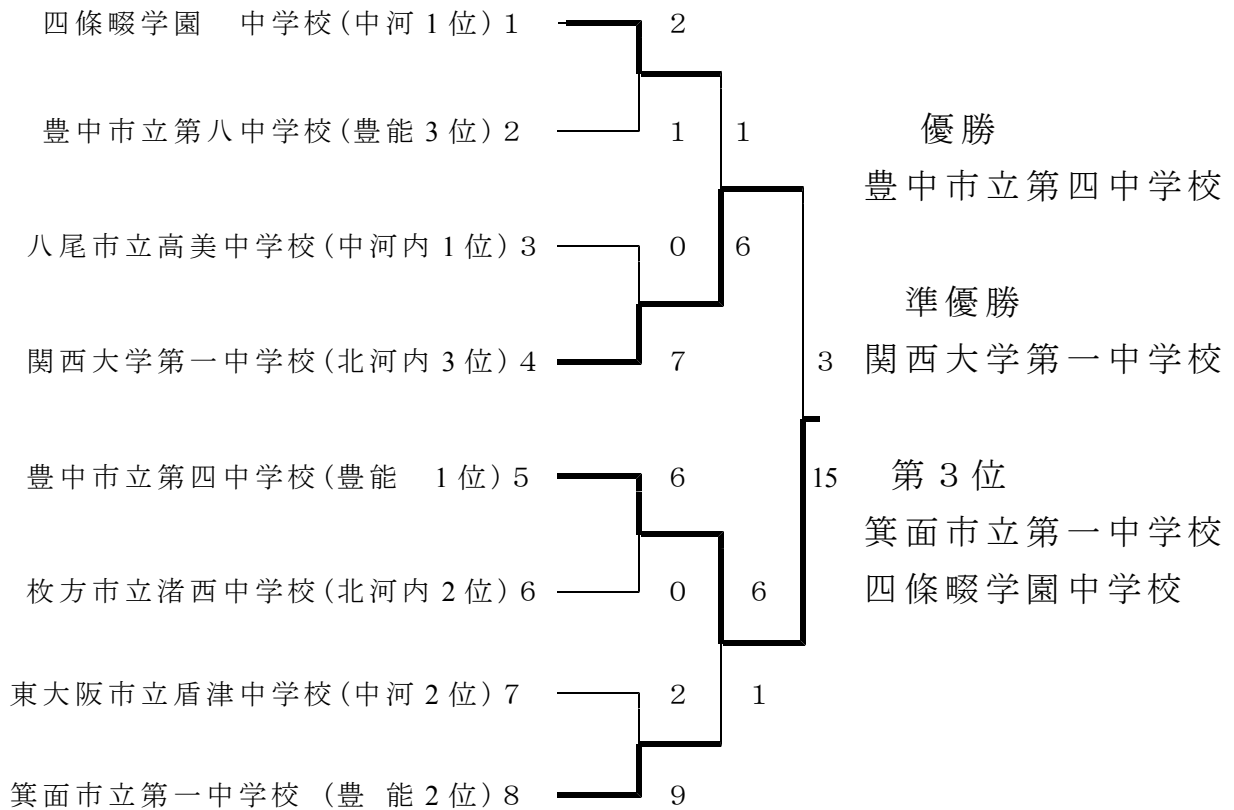 四條畷学園　中学校(中河1位)1　2
豊中市立第八中学校(豊能3位)2　1　1　優勝
豊中市立第四中学校
八尾市立高美中学校(中河内1位)3　0　6
準優勝
関西大学第一中学校(北河内3位)4　7　3　関西大学第一中学校
豊中市立第四中学校(豊能　1位)5　6　15　第3位
箕面市立第一中学校
枚方市立渚西中学校(北河内2位)6　0　6　四條畷学園中学校
東大阪市立盾津中学校(中河2位)7　2　1
箕面市立第一中学校 (豊 能2位)8　9